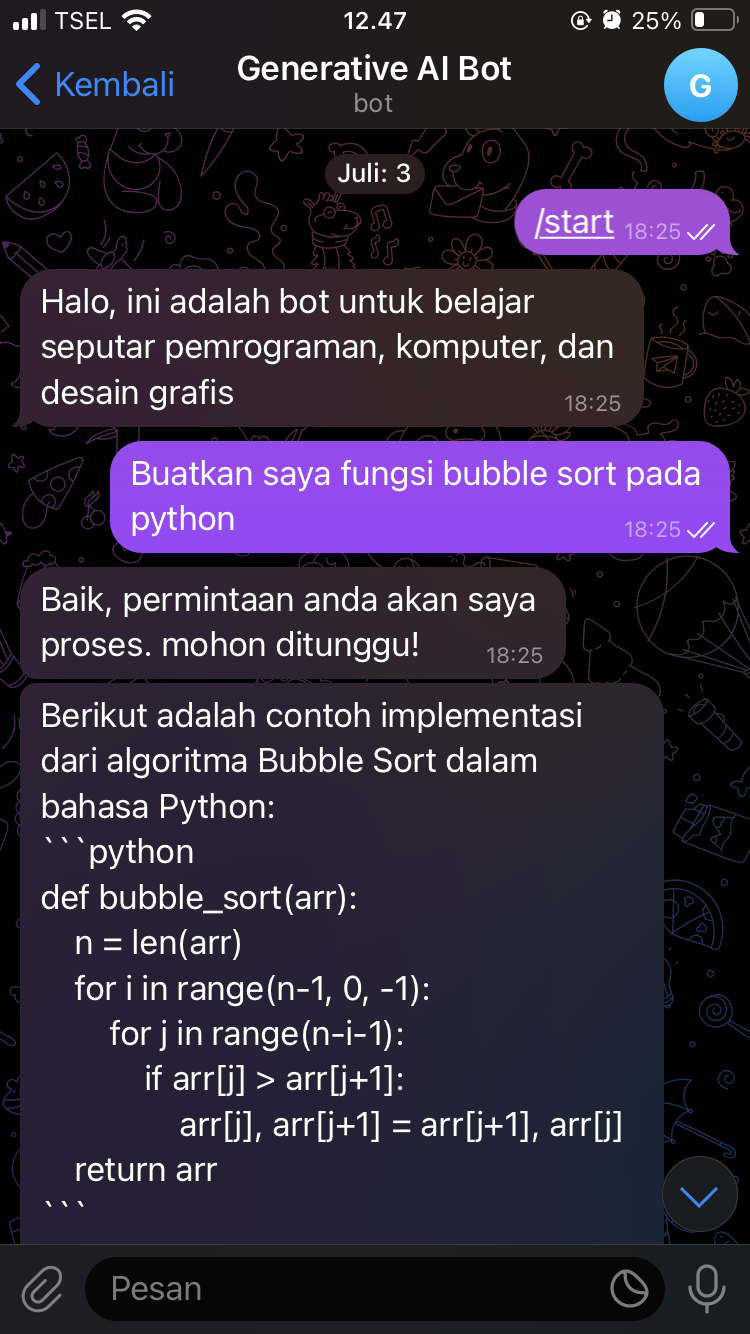 TSEL 12.47 25%
Kembali Generative AI Bot G
bot
Juli: 3
/start 18:25
Halo, ini adalah bot untuk belajar
seputar pemrograman, komputer, dan
desain grafis 18:25
Buatkan saya fungsi bubble sort pada
python 18:25
Baik, permintaan anda akan saya
proses. mohon ditunggu! 18:25
Berikut adalah contoh implementasi
dari algoritma Bubble Sort dalam
bahasa Python:
```python
def bubble_sort(arr):
    n = len(arr)
    for i in range(n-1, 0, -1):
        for j in range(n-i-1):
            if arr[j] > arr[j+1]:
                arr[j], arr[j+1] = arr[j+1], arr[j]
    return arr
```
Pesan